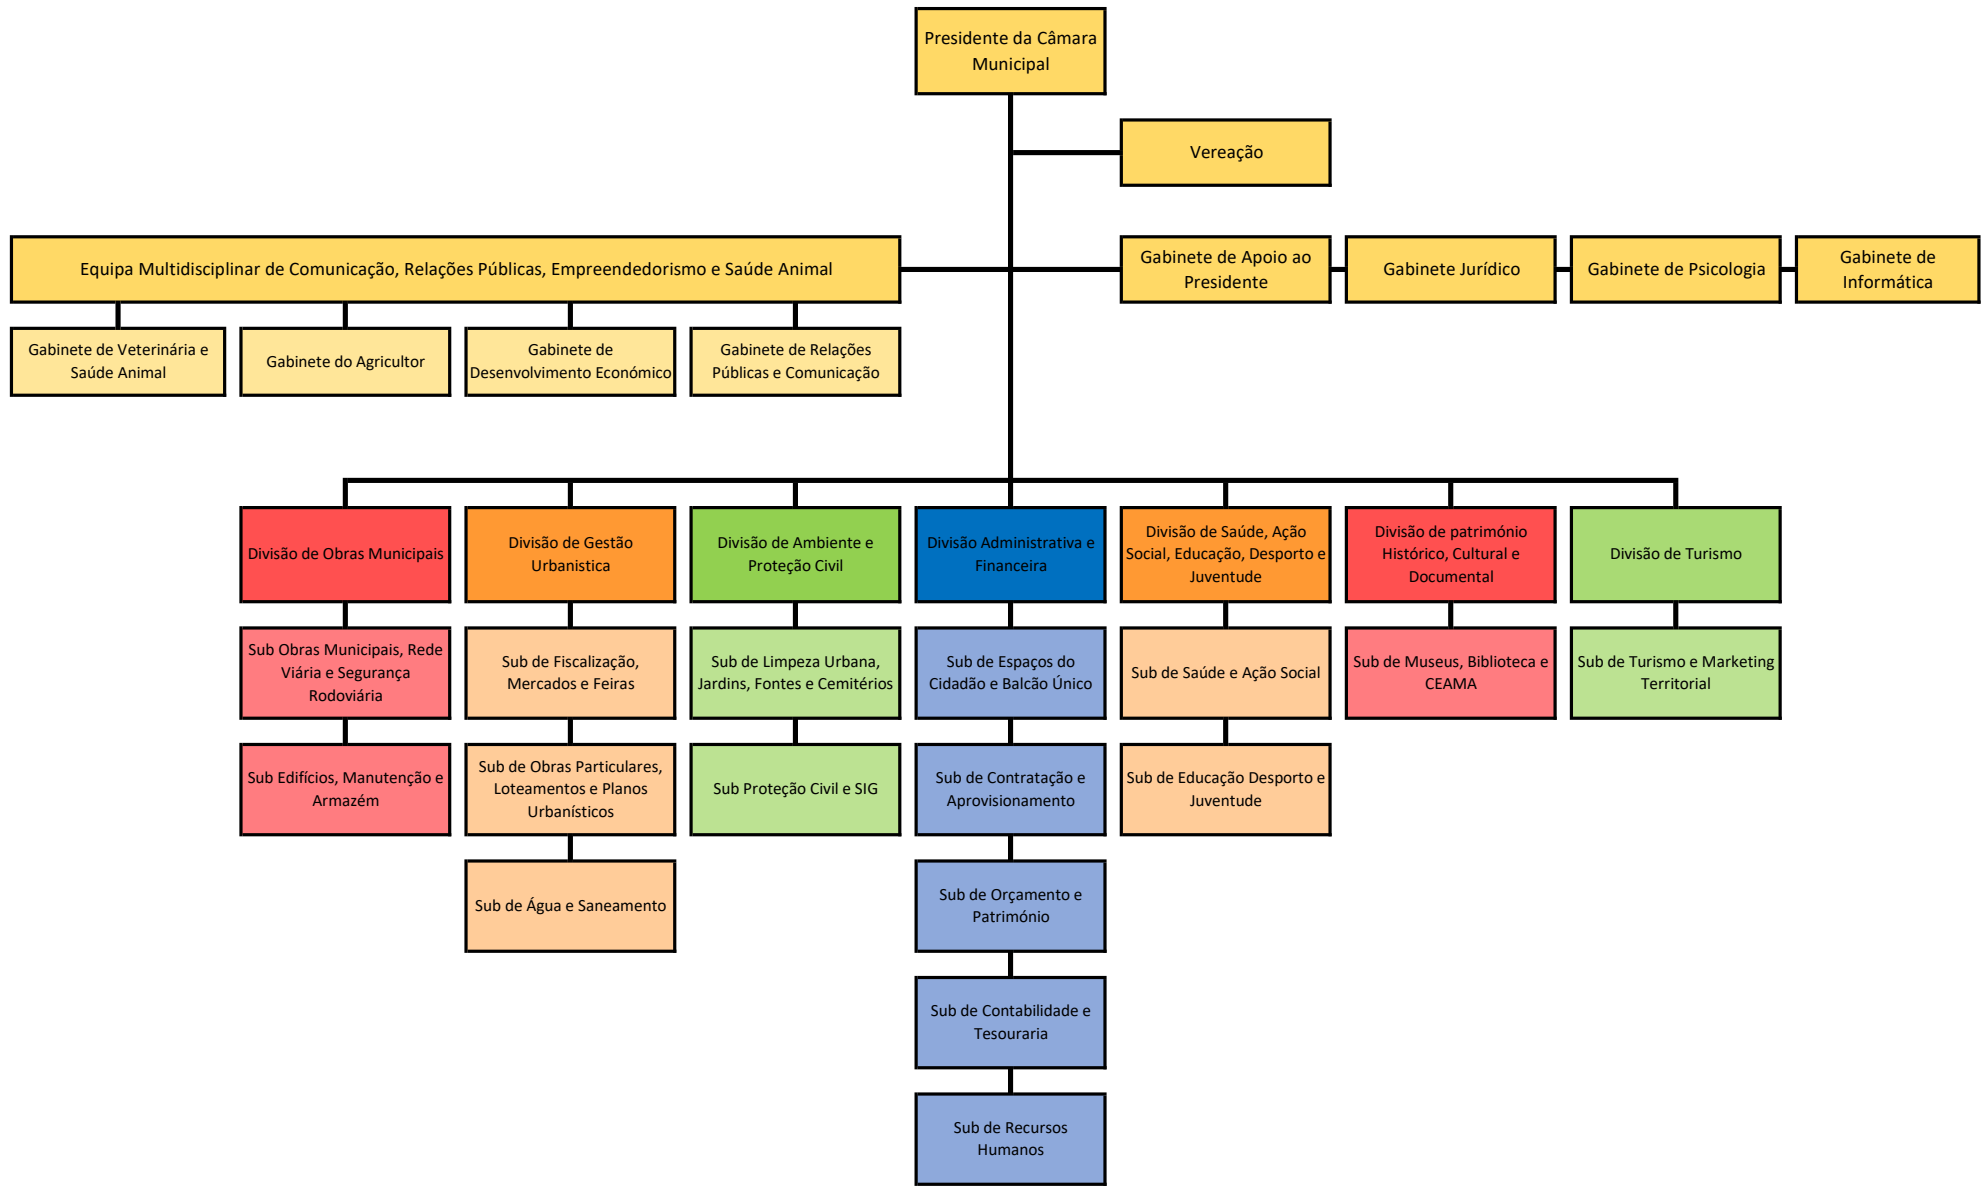 Presidente da Câmara
Municipal
Vereação
Equipa Multidisciplinar de Comunicação, Relações Públicas, Empreendedorismo e Saúde Animal
Gabinete de Apoio ao
Presidente
Gabinete Jurídico
Gabinete de Psicologia
Gabinete de
Informática
Gabinete de Veterinária e
Saúde Animal
Gabinete do Agricultor
Gabinete de
Desenvolvimento Económico
Gabinete de Relações
Públicas e Comunicação
Divisão de Obras Municipais
Divisão de Gestão
Urbanistica
Divisão de Ambiente e
Proteção Civil
Divisão Administrativa e
Financeira
Divisão de Saúde, Ação
Social, Educação, Desporto e
Juventude
Divisão de património
Histórico, Cultural e
Documental
Divisão de Turismo
Sub Obras Municipais, Rede
Viária e Segurança
Rodoviária
Sub de Fiscalização,
Mercados e Feiras
Sub de Limpeza Urbana,
Jardins, Fontes e Cemitérios
Sub de Espaços do
Cidadão e Balcão Único
Sub de Saúde e Ação Social
Sub de Museus, Biblioteca e
CEAMA
Sub de Turismo e Marketing
Territorial
Sub Edifícios, Manutenção e
Armazém
Sub de Obras Particulares,
Loteamentos e Planos
Urbanísticos
Sub Proteção Civil e SIG
Sub de Contratação e
Aprovisionamento
Sub de Educação Desporto e
Juventude
Sub de Água e Saneamento
Sub de Orçamento e
Património
Sub de Contabilidade e
Tesouraria
Sub de Recursos
Humanos